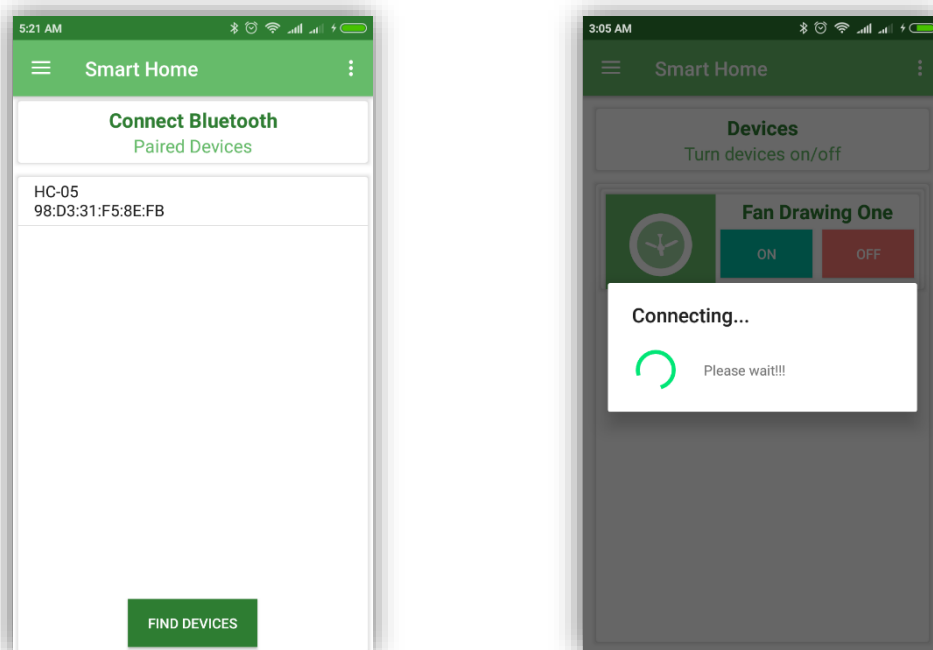 5:21 AM
Smart Home
Connect Bluetooth
Paired Devices
HC-05
98:D3:31:F5:8E:FB
FIND DEVICES
3:05 AM
Smart Home
Devices
Turn devices on/off
Fan Drawing One
ON OFF
Connecting...
Please wait!!!